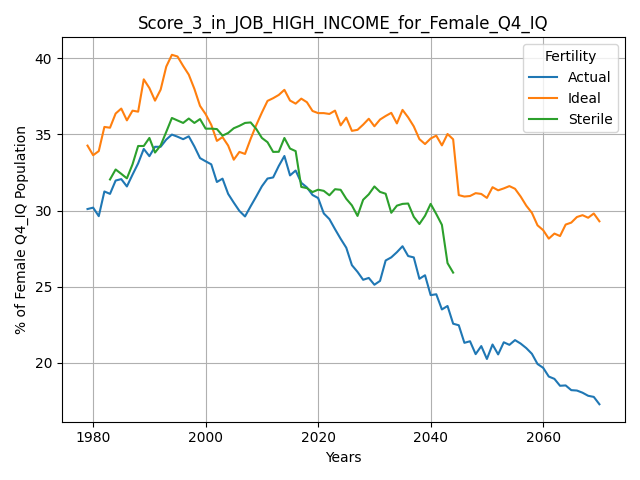 Score_3_in_JOB_HIGH_INCOME_for_Female_Q4_IQ
% of Female Q4_IQ Population
40
35
30
25
20
Fertility
Actual
Ideal
Sterile
1980
2000
2020
2040
2060
Years